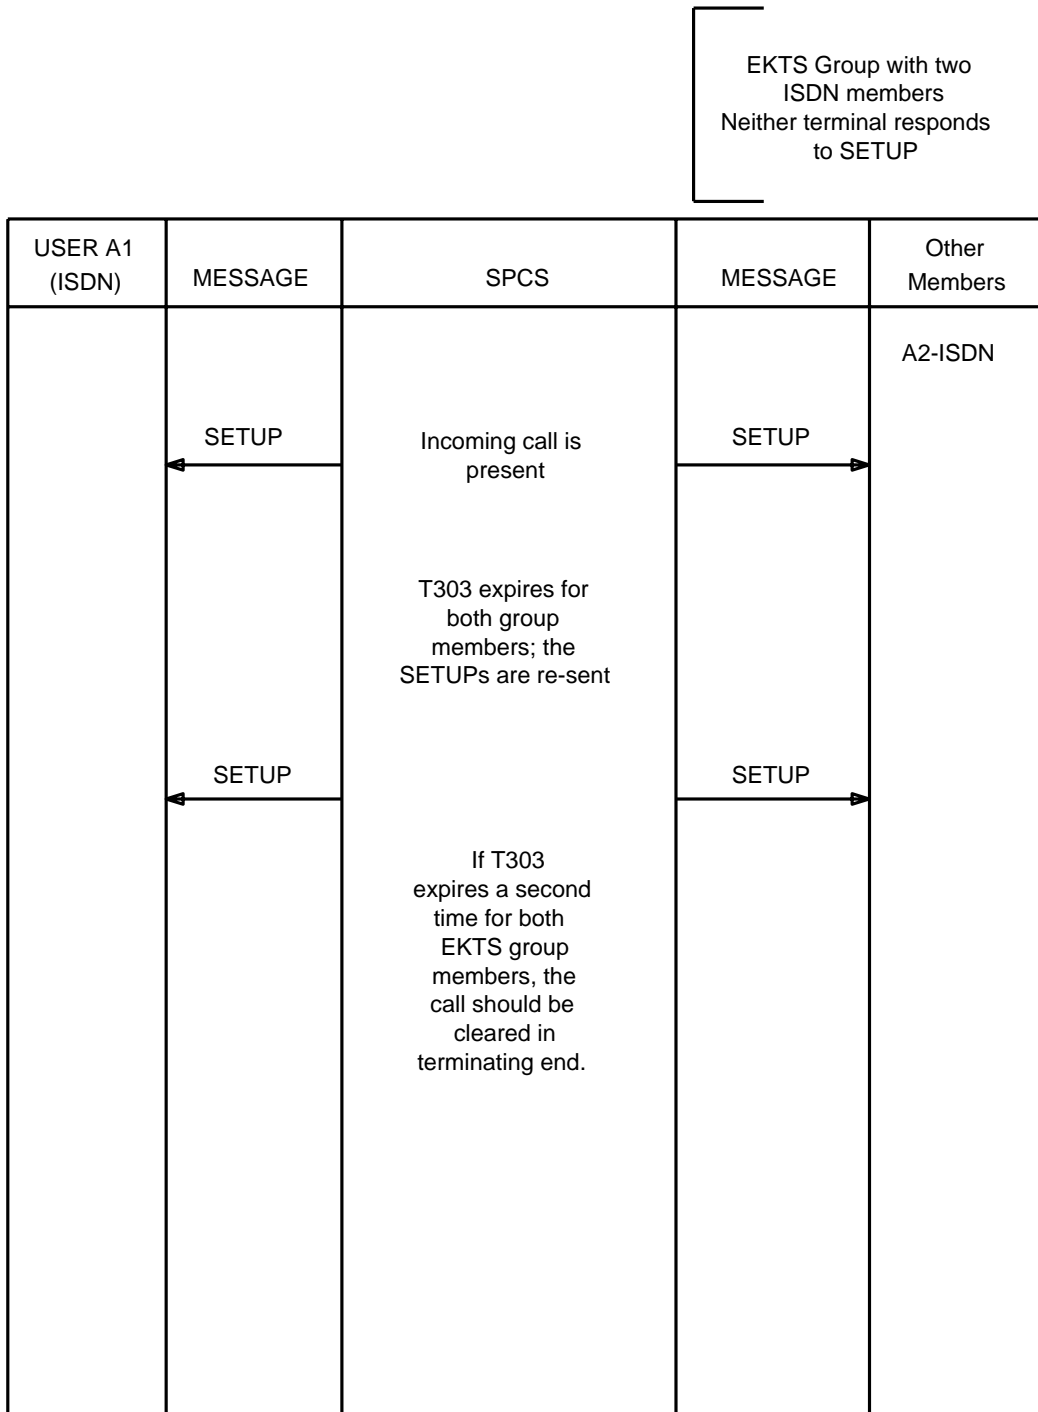 EKTS Group with two
ISDN members
Neither terminal responds
to SETUP
USER A1
(ISDN)
MESSAGE
SPCS
MESSAGE
Other
Members
A2-ISDN
SETUP
Incoming call is
present
SETUP
T303 expires for
both group
members; the
SETUPs are re-sent
SETUP
SETUP
If T303
expires a second
time for both
EKTS group
members, the
call should be
cleared in
terminating end.